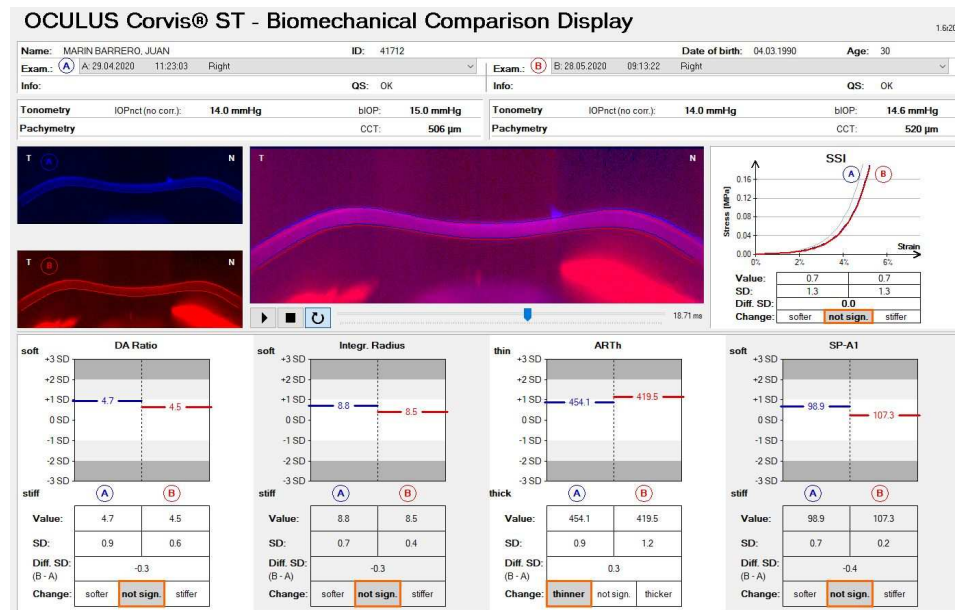 OCULUS Corvis® ST - Biomechanical Comparison Display
Name: MARIN BARRERO, JUAN ID: 41712 Date of birth: 04.03.1990 Age: 30
Exam.: A A: 29.04.2020 11:23:03 Right Exam.: B B: 28.05.2020 09:13:22 Right
Info: QS: OK Info: QS: OK
Tonometry IOPnct (no corr.): 14.0 mmHg bIOP: 15.0 mmHg Tonometry IOPnct (no corr.): 14.0 mmHg bIOP: 14.6 mmHg
Pachymetry CCT: 506 µm Pachymetry CCT: 520 µm
T A N
T B N
T N
18.71 ms
SSI
A B
Stress [MPa]
0.16
0.12
0.08
0.04
0.00
0% 2% 4% 6%
Strain
Value: 0.7 0.7
SD: 1.3 1.3
Diff. SD: 0.0
Change: softer not sign. stiffer
DA Ratio
soft
+3 SD
+2 SD
+1 SD
0 SD
-1 SD
-2 SD
-3 SD
4.7 4.5
stiff A B
Value: 4.7 4.5
SD: 0.9 0.6
Diff. SD: -0.3
(B - A)
Change: softer not sign. stiffer
Integr. Radius
soft
+3 SD
+2 SD
+1 SD
0 SD
-1 SD
-2 SD
-3 SD
8.8 8.5
stiff A B
Value: 8.8 8.5
SD: 0.7 0.4
Diff. SD: -0.3
(B - A)
Change: softer not sign. stiffer
ARTh
thin
+3 SD
+2 SD
+1 SD
0 SD
-1 SD
-2 SD
-3 SD
454.1 419.5
thick A B
Value: 454.1 419.5
SD: 0.9 1.2
Diff. SD: 0.3
(B - A)
Change: thinner not sign. thicker
SP-A1
soft
+3 SD
+2 SD
+1 SD
0 SD
-1 SD
-2 SD
-3 SD
98.9 107.3
stiff A B
Value: 98.9 107.3
SD: 0.7 0.2
Diff. SD: -0.4
(B - A)
Change: softer not sign. stiffer